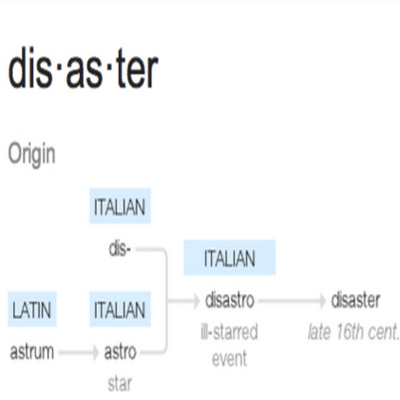 dis·as·ter
Origin
ITALIAN
dis-
ITALIAN
LATIN
ITALIAN
disastro
disaster
astrum
astro
ill-starred
event
late 16th cent.
star